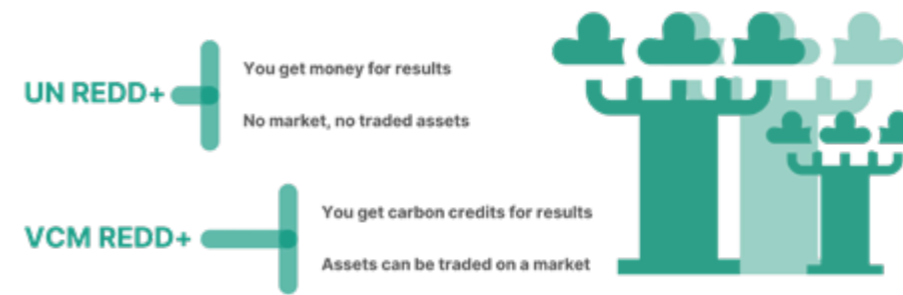 UN REDD+
You get money for results
No market, no traded assets
VCM REDD+
You get carbon credits for results
Assets can be traded on a market